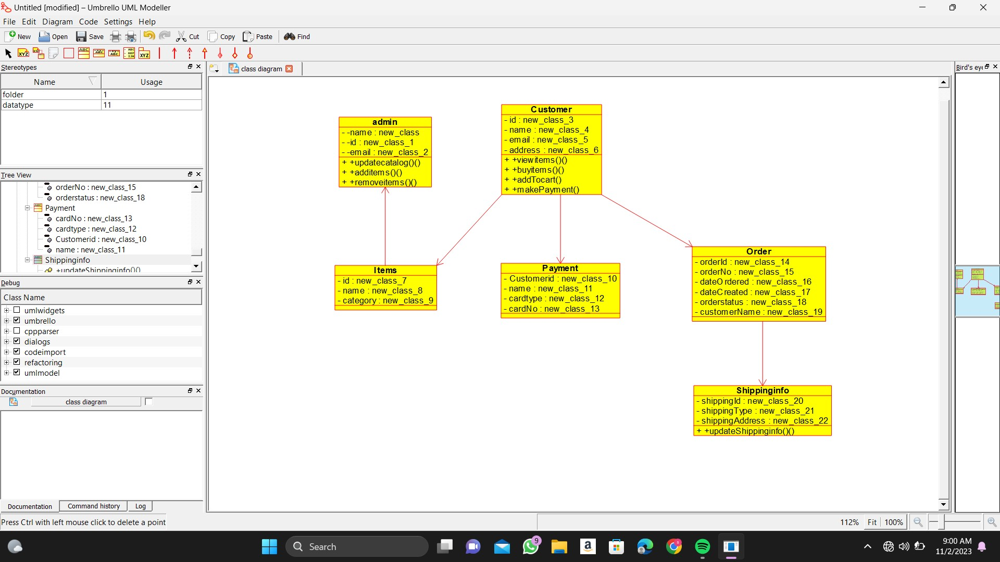 Untitled [modified] – Umbrello UML Modeller
File Edit Diagram Code Settings Help
New Open Save Cut Copy Paste Find
XYZ XYZ ABC XYZ
Stereotypes
Name Usage
folder 1
datatype 11
Tree View
orderNo : new_class_15
orderstatus : new_class_18
Payment
cardNo : new_class_13
cardtype : new_class_12
Customerid : new_class_10
name : new_class_11
Shippinginfo
+updateShippinginfo()()
Debug
Class Name
umlwidgets
umbrello
cppparser
dialogs
codeimport
refactoring
umlmodel
Documentation
class diagram
Documentation Command history Log
Press Ctrl with left mouse click to delete a point
class diagram
admin
- -name : new_class
- -id : new_class_1
- -email : new_class_2
+ +updatecatalog()()
+ +additems()()
+ +removeitems()()
Customer
- id : new_class_3
- name : new_class_4
- email : new_class_5
- address : new_class_6
+ +viewitems()()
+ +buyitems()()
+ +addTocart()
+ +makePayment()
Items
- id : new_class_7
- name : new_class_8
- category : new_class_9
Payment
- Customerid : new_class_10
- name : new_class_11
- cardtype : new_class_12
- cardNo : new_class_13
Order
- orderId : new_class_14
- orderNo : new_class_15
- dateOrdered : new_class_16
- dateCreated : new_class_17
- orderstatus : new_class_18
- customerName : new_class_19
Shippinginfo
- shippingId : new_class_20
- shippingType : new_class_21
- shippingAddress : new_class_22
+ +updateShippinginfo()()
Bird's eye
112% Fit 100%
Search
9
9:00 AM
11/2/2023